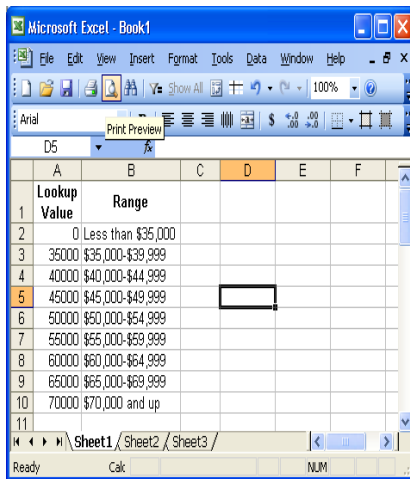 Microsoft Excel - Book1
File Edit View Insert Format Tools Data Window Help
Show All 100%
Arial
Print Preview
D5 fx
A B C D E F
1 Lookup Value Range
2 0 Less than $35,000
3 35000 $35,000-$39,999
4 40000 $40,000-$44,999
5 45000 $45,000-$49,999
6 50000 $50,000-$54,999
7 55000 $55,000-$59,999
8 60000 $60,000-$64,999
9 65000 $65,000-$69,999
10 70000 $70,000 and up
11
Sheet1 / Sheet2 / Sheet3 /
Ready Calc NUM